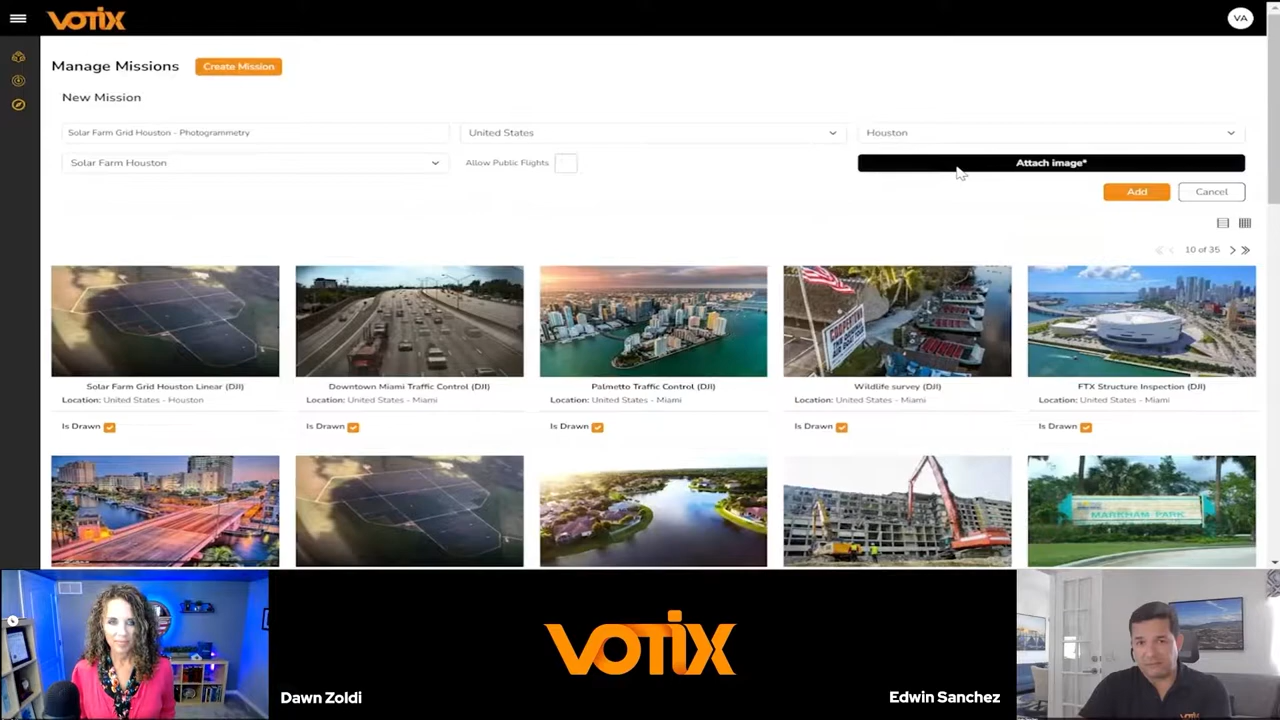 VOTIX
VA
Manage Missions
Create Mission
New Mission
Solar Farm Grid Houston - Photogrammetry
United States
Houston
Solar Farm Houston
Allow Public Flights
Attach image*
Add
Cancel
10 of 35
Solar Farm Grid Houston Linear (DJI)
Location: United States - Houston
Is Drawn
Downtown Miami Traffic Control (DJI)
Location: United States - Miami
Is Drawn
Palmetto Traffic Control (DJI)
Location: United States - Miami
Is Drawn
Wildlife survey (DJI)
Location: United States - Miami
Is Drawn
FTX Structure Inspection (DJI)
Location: United States - Miami
Is Drawn
MARKHAM PARK
VOTIX
Dawn Zoldi
Edwin Sanchez